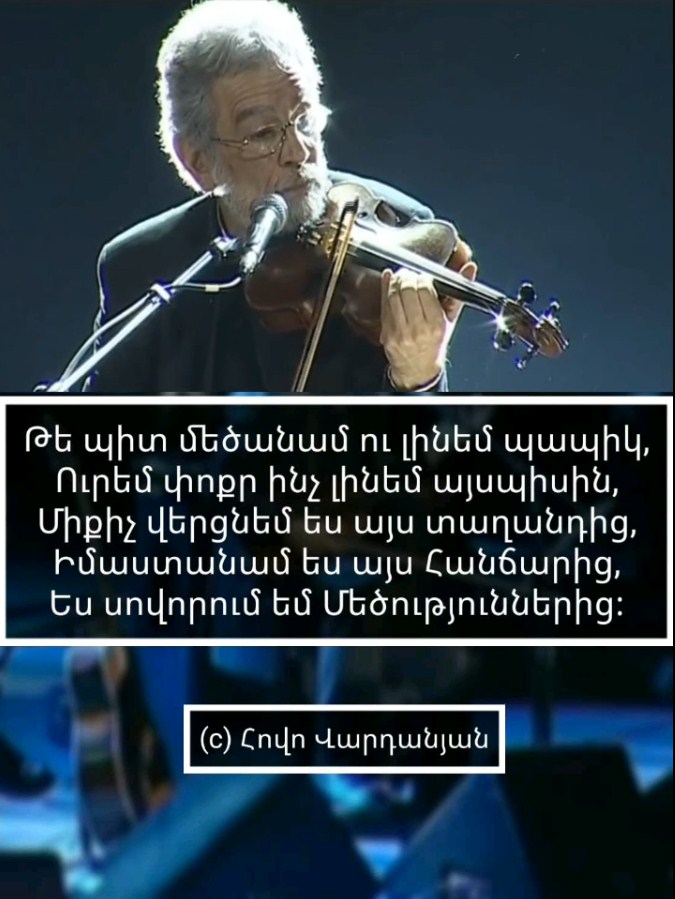 Թե պիտ մեծանամ ու լինեմ պապիկ,
Ուրեմ փոքր ինչ լինեմ այսպիսին,
Միքիչ վերցնեմ ես այս տաղանդից,
Իմաստանամ ես այս Հանճարից,
Ես սովորում եմ Մեծություններից:
(c) Հովո Վարդանյան